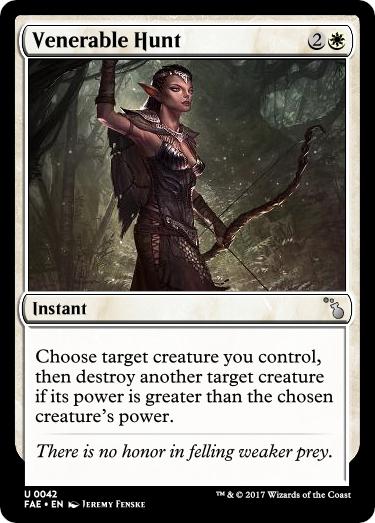 Venerable Hunt 2
Instant
Choose target creature you control,
then destroy another target creature
if its power is greater than the chosen
creature's power.
There is no honor in felling weaker prey.
U 0042
FAE • EN Jeremy Fenske
™ & © 2017 Wizards of the Coast